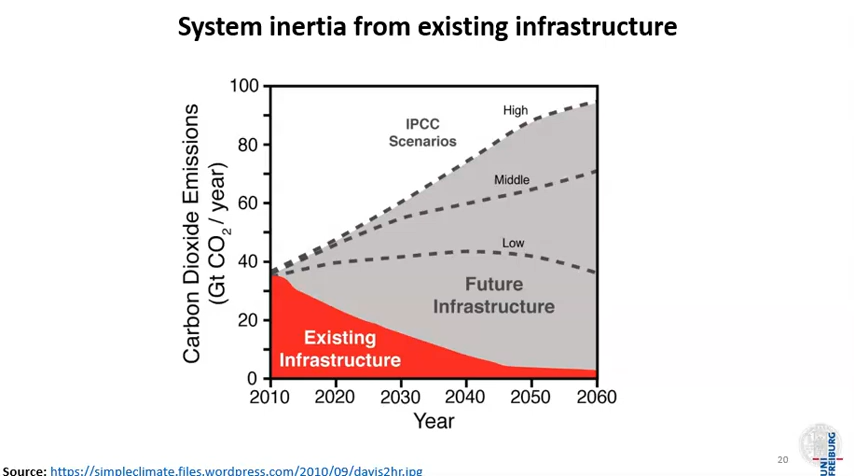 System inertia from existing infrastructure
Carbon Dioxide Emissions
(Gt CO₂ / year)
100
80
60
40
20
0
IPCC
Scenarios
High
Middle
Low
Future
Infrastructure
Existing
Infrastructure
2010 2020 2030 2040 2050 2060
Year
20
UNI
FREIBURG
Source: https://simpleclimate.files.wordpress.com/2010/09/davis2hr.jpg